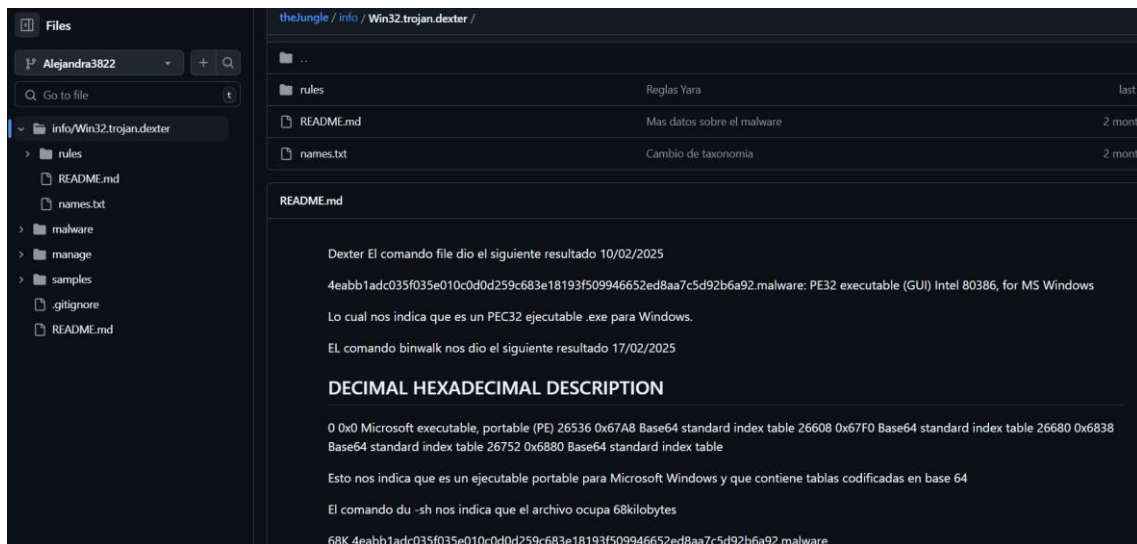 Files
Alejandra3822
Go to file
t
info/Win32.trojan.dexter
rules
README.md
names.txt
malware
manage
samples
.gitignore
README.md
theJungle / info / Win32.trojan.dexter /
..
rules Reglas Yara last
README.md Mas datos sobre el malware 2 mont
names.txt Cambio de taxonomia 2 mont
README.md
Dexter El comando file dio el siguiente resultado 10/02/2025
4eabb1adc035f035e010c0d0d259c683e18193f509946652ed8aa7c5d92b6a92.malware: PE32 executable (GUI) Intel 80386, for MS Windows
Lo cual nos indica que es un PEC32 ejecutable .exe para Windows.
EL comando binwalk nos dio el siguiente resultado 17/02/2025
DECIMAL HEXADECIMAL DESCRIPTION
0 0x0 Microsoft executable, portable (PE) 26536 0x67A8 Base64 standard index table 26608 0x67F0 Base64 standard index table 26680 0x6838
Base64 standard index table 26752 0x6880 Base64 standard index table
Esto nos indica que es un ejecutable portable para Microsoft Windows y que contiene tablas codificadas en base 64
El comando du -sh nos indica que el archivo ocupa 68kilobytes
68K 4eabb1adc035f035e010c0d0d259c683e18193f509946652ed8aa7c5d92b6a92.malware